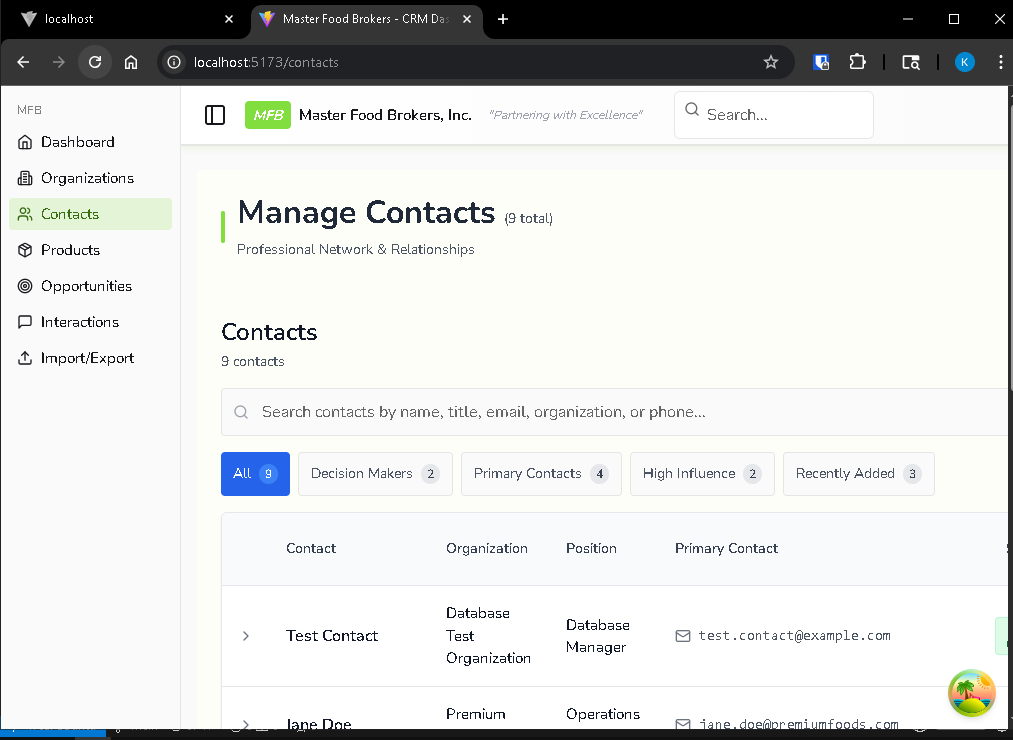 localhost
Master Food Brokers - CRM Das
localhost:5173/contacts
K
MFB
Dashboard
Organizations
Contacts
Products
Opportunities
Interactions
Import/Export
MFB Master Food Brokers, Inc. "Partnering with Excellence"
Search...
Manage Contacts (9 total)
Professional Network & Relationships
Contacts
9 contacts
Search contacts by name, title, email, organization, or phone...
All 9 Decision Makers 2 Primary Contacts 4 High Influence 2 Recently Added 3
Contact Organization Position Primary Contact
Test Contact
Database
Test
Organization
Database
Manager
test.contact@example.com
Jane Doe
Premium
Operations
jane.doe@premiumfoods.com